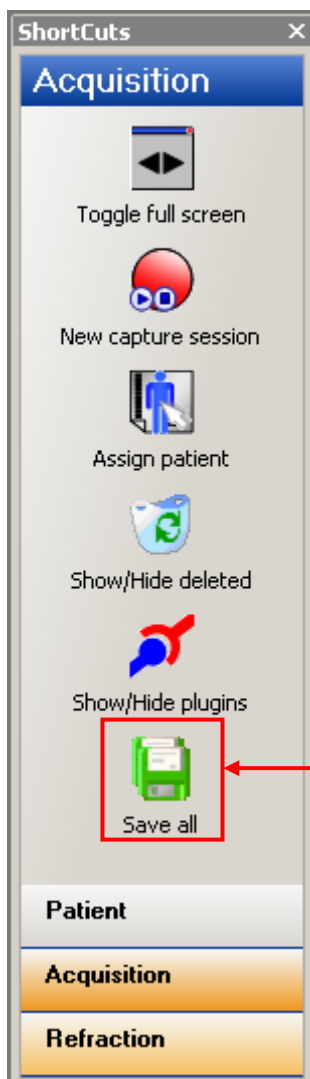 ShortCuts
Acquisition
Toggle full screen
New capture session
Assign patient
Show/Hide deleted
Show/Hide plugins
Save all
Patient
Acquisition
Refraction